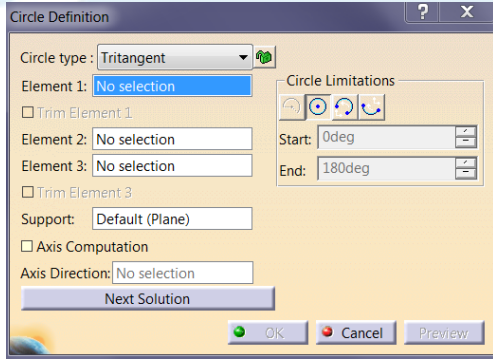 Circle Definition ? X
Circle type : Tritangent
Element 1: No selection
Trim Element 1
Element 2: No selection
Element 3: No selection
Trim Element 3
Support: Default (Plane)
Axis Computation
Axis Direction: No selection
Next Solution
Circle Limitations
Start: 0deg
End: 180deg
OK Cancel Preview